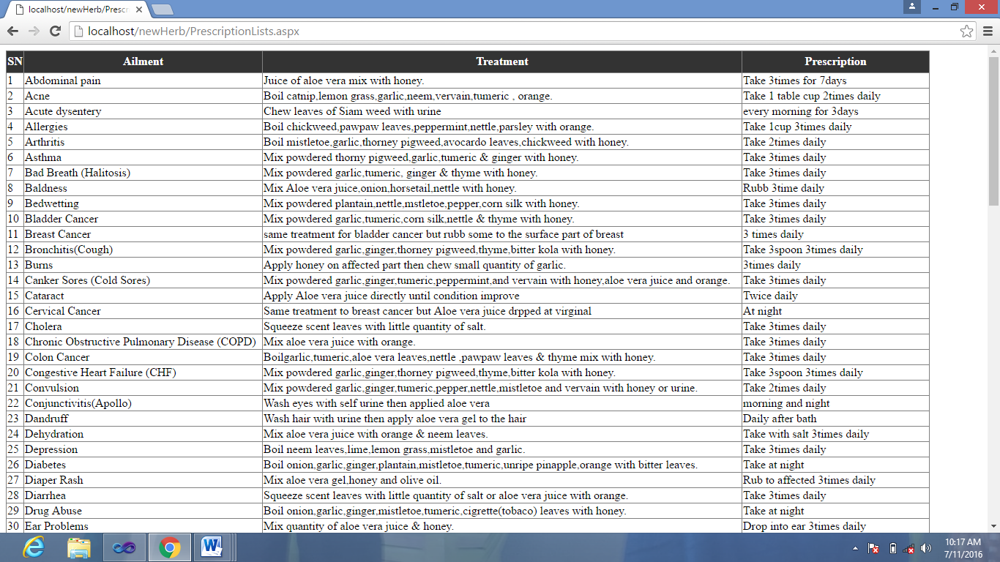 localhost/newHerb/Prescr
localhost/newHerb/PrescriptionLists.aspx
SN Ailment Treatment Prescription
1 Abdominal pain Juice of aloe vera mix with honey. Take 3times for 7days
2 Acne Boil catnip,lemon grass,garlic,neem,vervain,tumeric , orange. Take 1 table cup 2times daily
3 Acute dysentery Chew leaves of Siam weed with urine every morning for 3days
4 Allergies Boil chickweed,pawpaw leaves,peppermint,nettle,parsley with orange. Take 1cup 3times daily
5 Arthritis Boil mistletoe,garlic,thorney pigweed,avocardo leaves,chickweed with honey. Take 2times daily
6 Asthma Mix powdered thorny pigweed,garlic,tumeric & ginger with honey. Take 3times daily
7 Bad Breath (Halitosis) Mix powdered garlic,tumeric, ginger & thyme with honey. Take 3times daily
8 Baldness Mix Aloe vera juice,onion,horsetail,nettle with honey. Rubb 3time daily
9 Bedwetting Mix powdered plantain,nettle,mstletoe,pepper,corn silk with honey. Take 3times daily
10 Bladder Cancer Mix powdered garlic,tumeric,corn silk,nettle & thyme with honey. Take 3times daily
11 Breast Cancer same treatment for bladder cancer but rubb some to the surface part of breast 3 times daily
12 Bronchitis(Cough) Mix powdered garlic,ginger,thorney pigweed,thyme,bitter kola with honey. Take 3spoon 3times daily
13 Burns Apply honey on affected part then chew small quantity of garlic. 3times daily
14 Canker Sores (Cold Sores) Mix powdered garlic,ginger,tumeric,peppermint,and vervain with honey,aloe vera juice and orange. Take 3times daily
15 Cataract Apply Aloe vera juice directly until condition improve Twice daily
16 Cervical Cancer Same treatment to breast cancer but Aloe vera juice drpped at virginal At night
17 Cholera Squeeze scent leaves with little quantity of salt. Take 3times daily
18 Chronic Obstructive Pulmonary Disease (COPD) Mix aloe vera juice with orange. Take 3times daily
19 Colon Cancer Boilgarlic,tumeric,aloe vera leaves,nettle ,pawpaw leaves & thyme mix with honey. Take 3times daily
20 Congestive Heart Failure (CHF) Mix powdered garlic,ginger,thorney pigweed,thyme,bitter kola with honey. Take 3spoon 3times daily
21 Convulsion Mix powdered garlic,ginger,tumeric,pepper,nettle,mistletoe and vervain with honey or urine. Take 2times daily
22 Conjunctivitis(Apollo) Wash eyes with self urine then applied aloe vera morning and night
23 Dandruff Wash hair with urine then apply aloe vera gel to the hair Daily after bath
24 Dehydration Mix aloe vera juice with orange & neem leaves. Take with salt 3times daily
25 Depression Boil neem leaves,lime,lemon grass,mistletoe and garlic. Take 3times daily
26 Diabetes Boil onion,garlic,ginger,plantain,mistletoe,tumeric,unripe pinapple,orange with bitter leaves. Take at night
27 Diaper Rash Mix aloe vera gel,honey and olive oil. Rub to affected 3times daily
28 Diarrhea Squeeze scent leaves with little quantity of salt or aloe vera juice with orange. Take 3times daily
29 Drug Abuse Boil onion,garlic,ginger,mistletoe,tumeric,cigrette(tobaco) leaves with honey. Take at night
30 Ear Problems Mix quantity of aloe vera juice & honey. Drop into ear 3times daily
10:17 AM
7/11/2016